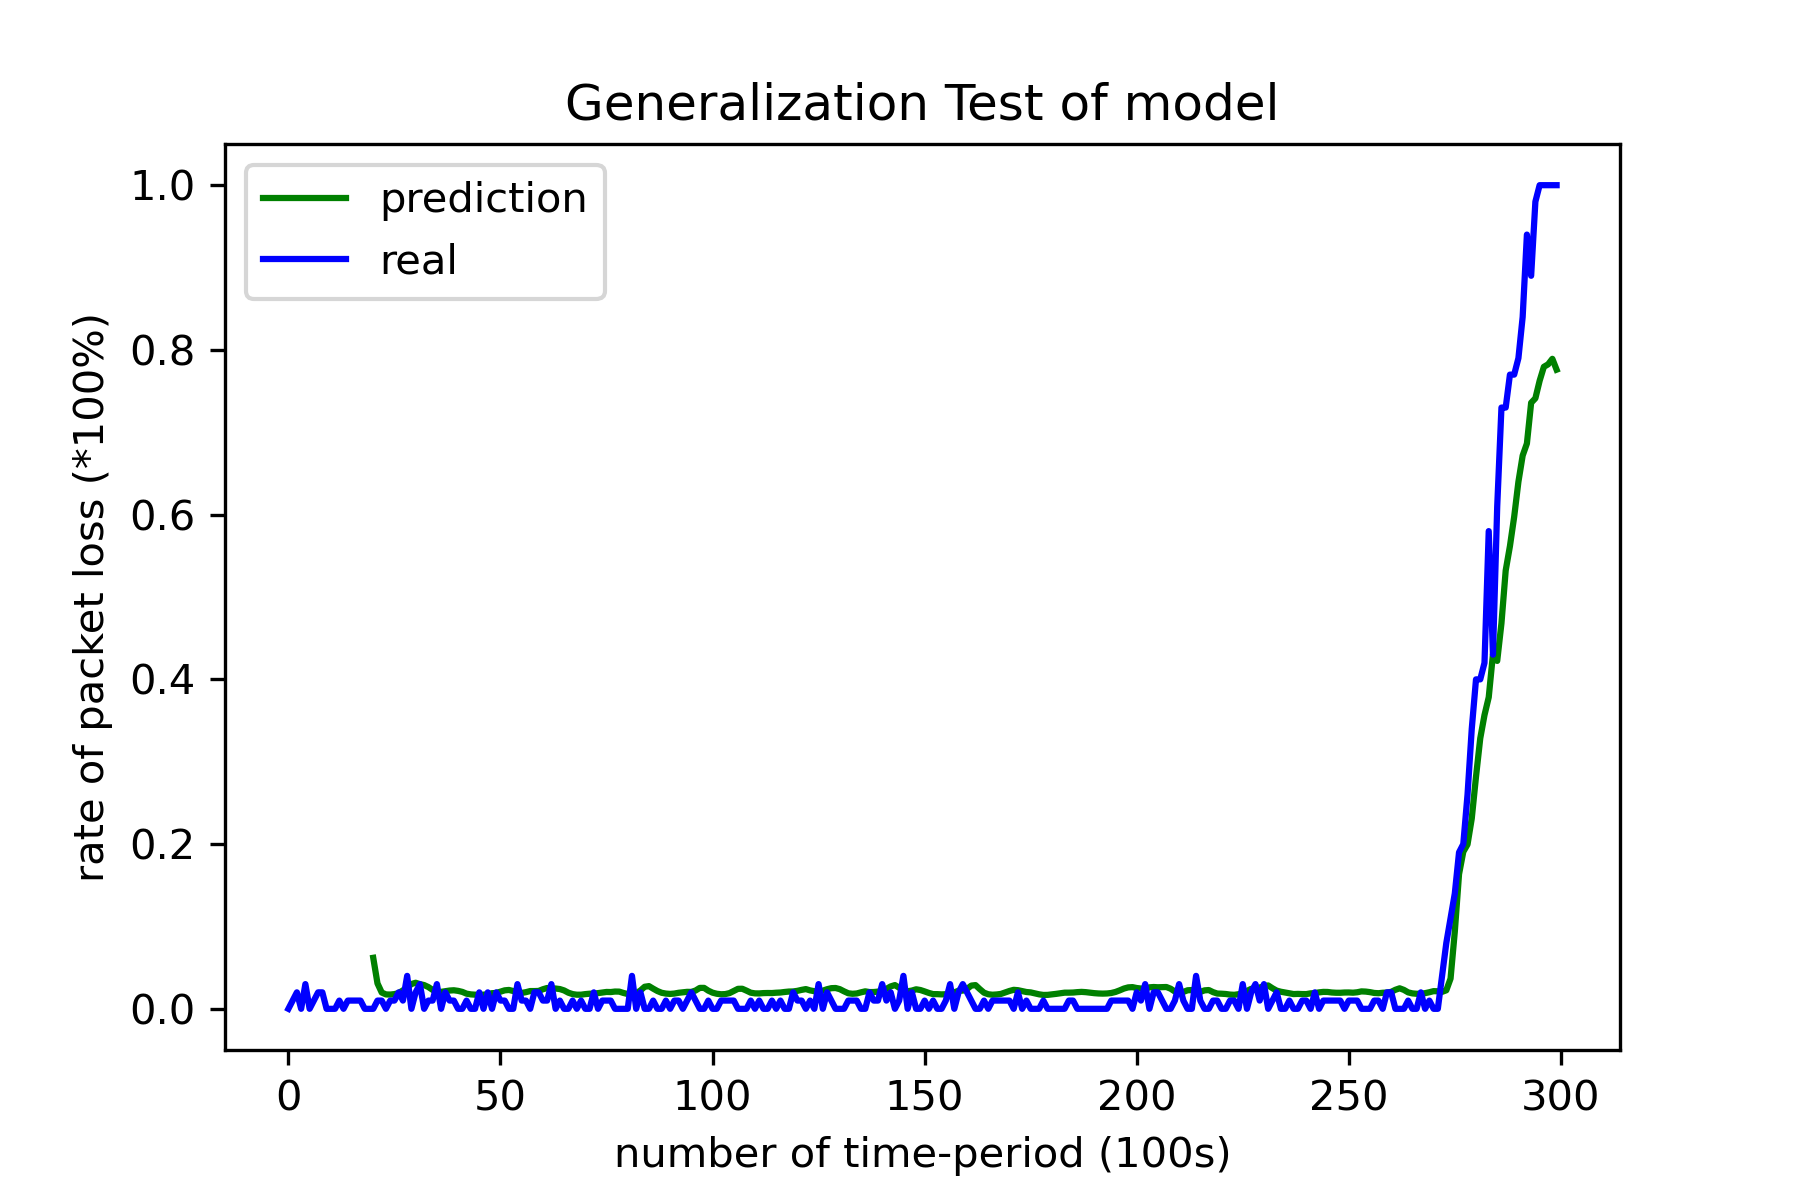 Generalization Test of model
prediction
real
rate of packet loss (*100%)
1.0
0.8
0.6
0.4
0.2
0.0
0 50 100 150 200 250 300
number of time-period (100s)